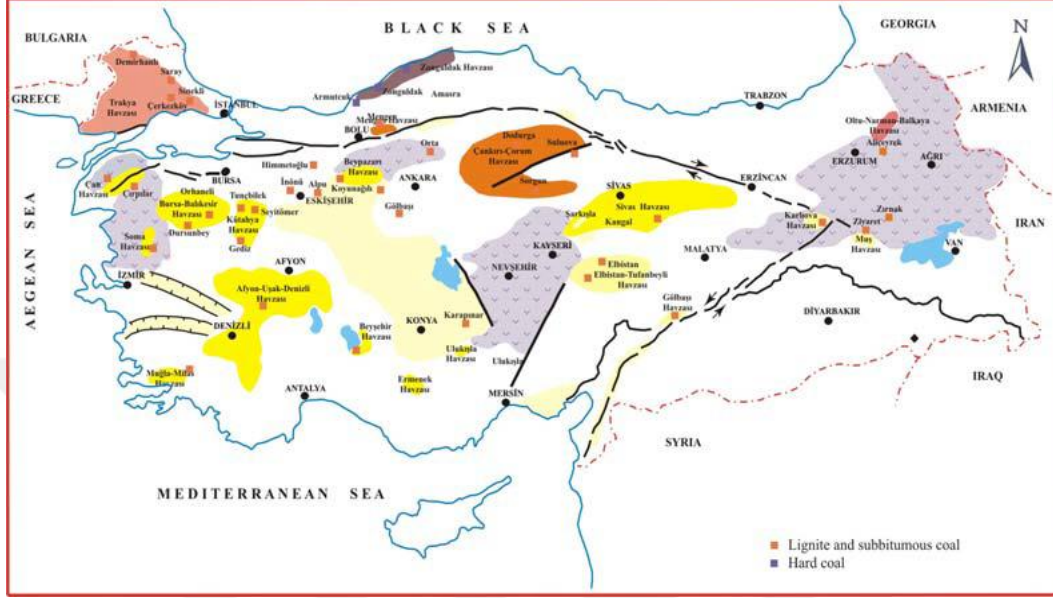 BLACK SEA
BULGARIA
GEORGIA
N
Demirhanlı
Saray
Sinekli
GREECE
Trakya
Havzası
Çerkezköy
İSTANBUL
Zonguldak Havzası
Armutcuk
Zonguldak
Amasra
TRABZON
ARMENIA
Mengen
Mengen Havzası
BOLU
Dodurga
Suluova
Çankırı-Çorum
Havzası
Sorgun
Oltu-Narman-Balkaya
Havzası
Aliçeyrek
ERZURUM
AĞRI
Orta
Himmetoğlu
Beypazarı
Havzası
ANKARA
Koyunağılı
ERZİNCAN
Çan
Havzası
Çırpılar
BURSA
İnönü
Alpu
ESKİŞEHİR
Gölbaşı
SİVAS
Sivas Havzası
Şarkışla
Kangal
IRAN
Orhaneli
Bursa-Balıkesir
Havzası
Dursunbey
Tunçbilek
Seyitömer
Kütahya
Havzası
Gediz
Karlıova
Havzası
Zırnak
Ziyaret
Muş
Havzası
VAN
AEGEAN SEA
Soma
Havzası
İZMİR
AFYON
Afyon-Uşak-Denizli
Havzası
KAYSERİ
NEVŞEHİR
MALATYA
Elbistan
Elbistan-Tufanbeyli
Havzası
Gölbaşı
Havzası
DİYARBAKIR
DENİZLİ
KONYA
Karapınar
Beyşehir
Havzası
Ulukışla
Havzası
Ulukışla
Muğla-Milas
Havzası
ANTALYA
Ermenek
Havzası
MERSİN
IRAQ
SYRIA
MEDITERRANEAN SEA
Lignite and subbitumous coal
Hard coal